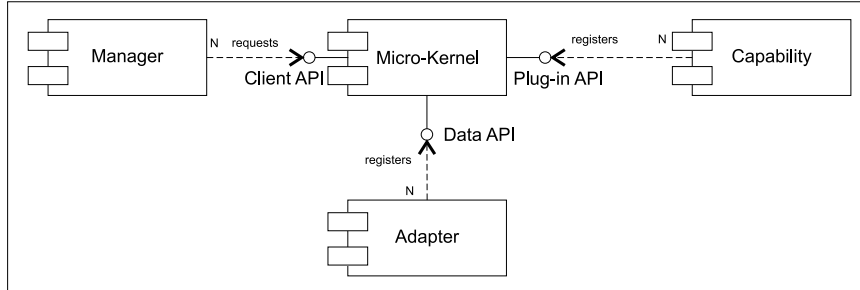 Manager
N
requests
Client API
Micro-Kernel
Plug-in API
registers
N
Capability
Data API
registers
N
Adapter